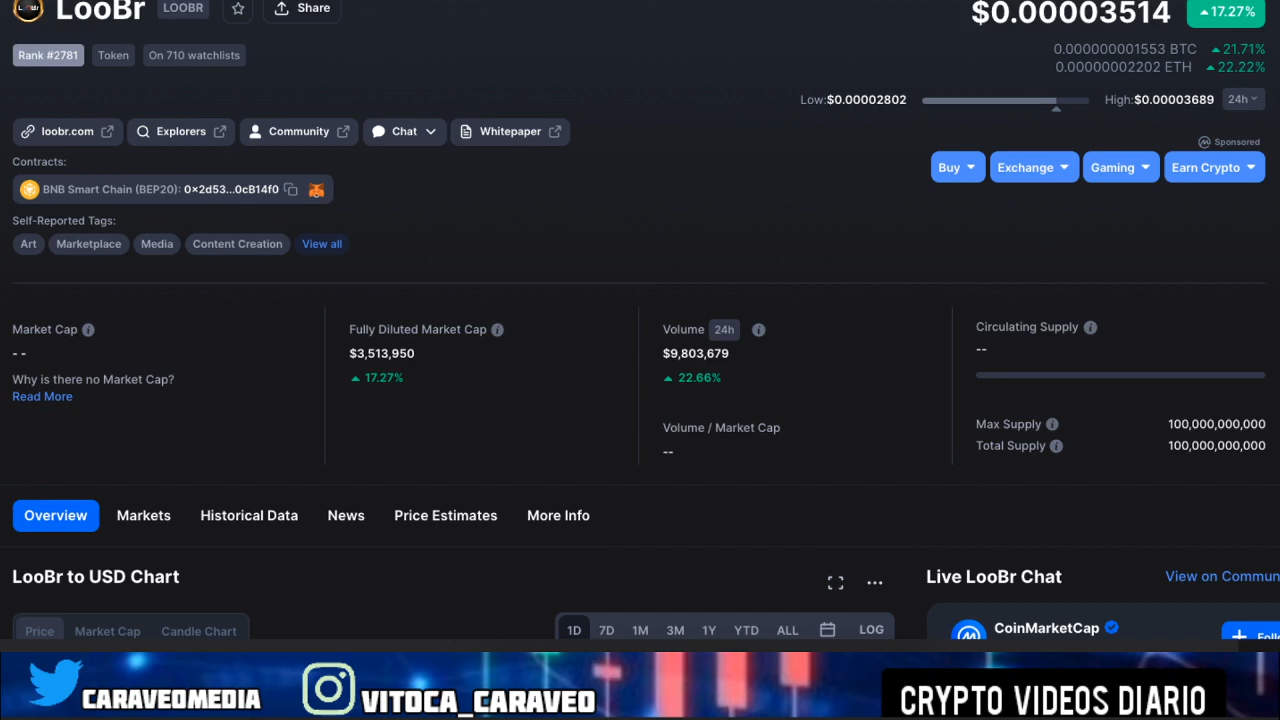 LooBr LOOBR Share $0.00003514 17.27%
Rank #2781 Token On 710 watchlists
0.000000001553 BTC 21.71%
0.00000002202 ETH 22.22%
Low:$0.00002802 High:$0.00003689 24h
loobr.com Explorers Community Chat Whitepaper
Sponsored
Contracts:
Buy Exchange Gaming Earn Crypto
BNB Smart Chain (BEP20): 0x2d53...0cB14f0
Self-Reported Tags:
Art Marketplace Media Content Creation View all
Market Cap Fully Diluted Market Cap Volume 24h Circulating Supply
- - $3,513,950 $9,803,679 --
Why is there no Market Cap? 17.27% 22.66%
Read More
Volume / Market Cap Max Supply 100,000,000,000
-- Total Supply 100,000,000,000
Overview Markets Historical Data News Price Estimates More Info
LooBr to USD Chart
Live LooBr Chat View on Commun
Price Market Cap Candle Chart 1D 7D 1M 3M 1Y YTD ALL LOG
CoinMarketCap
+ Foll
CARAVEOMEDIA VITOCA_CARAVEO CRYPTO VIDEOS DIARIO